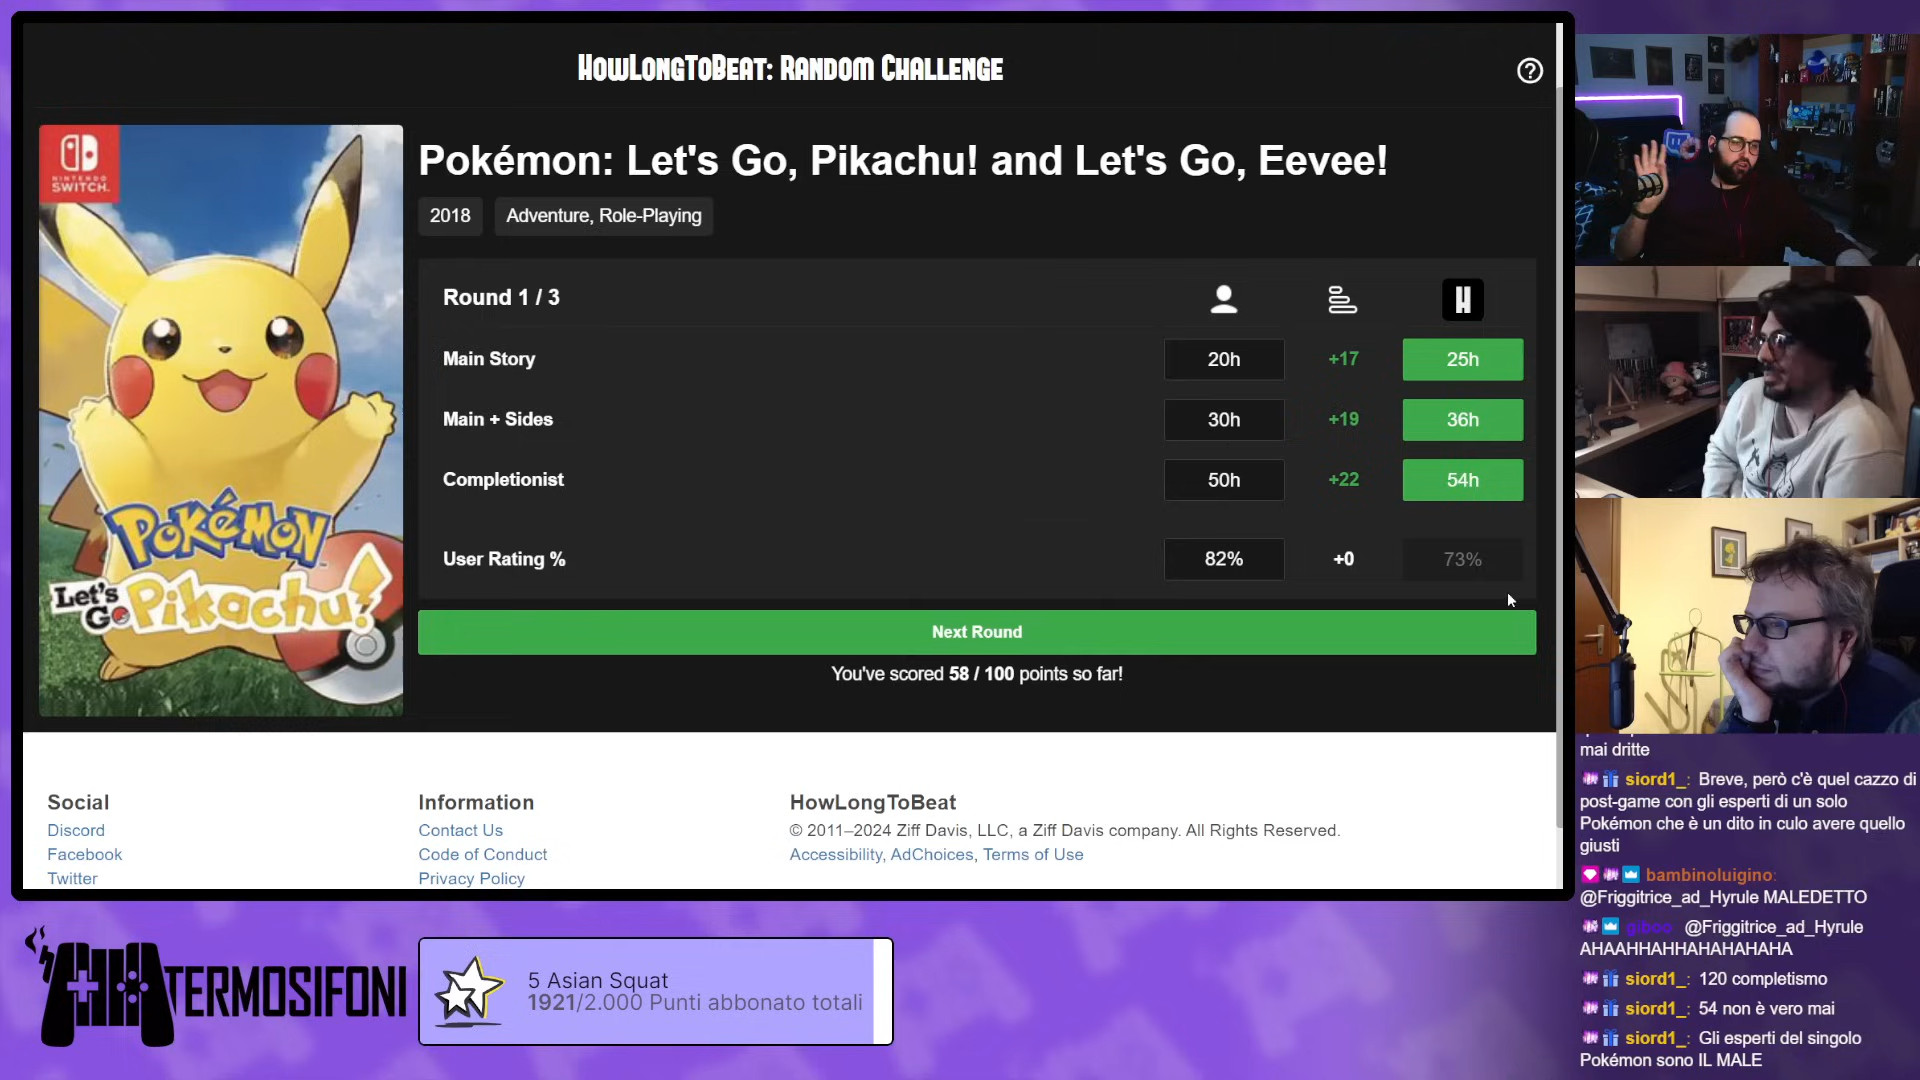 HowLongToBeat: Random Challenge
NINTENDO
SWITCH.
Pokémon
Let's
Go Pikachu!
Pokémon: Let's Go, Pikachu! and Let's Go, Eevee!
2018
Adventure, Role-Playing
Round 1 / 3
Main Story 20h +17 25h
Main + Sides 30h +19 36h
Completionist 50h +22 54h
User Rating % 82% +0 73%
Next Round
You've scored 58 / 100 points so far!
Social
Discord
Facebook
Twitter
Information
Contact Us
Code of Conduct
Privacy Policy
HowLongToBeat
© 2011–2024 Ziff Davis, LLC, a Ziff Davis company. All Rights Reserved.
Accessibility, AdChoices, Terms of Use
TERMOSIFONI
5 Asian Squat
1921/2.000 Punti abbonato totali
mai dritte
siord1_: Breve, però c'è quel cazzo di
post-game con gli esperti di un solo
Pokémon che è un dito in culo avere quello
giusti
bambinoluigino:
@Friggitrice_ad_Hyrule MALEDETTO
@Friggitrice_ad_Hyrule
AHAAHHAHHAHAHAHAHA
siord1_: 120 completismo
siord1_: 54 non è vero mai
siord1_: Gli esperti del singolo
Pokémon sono IL MALE